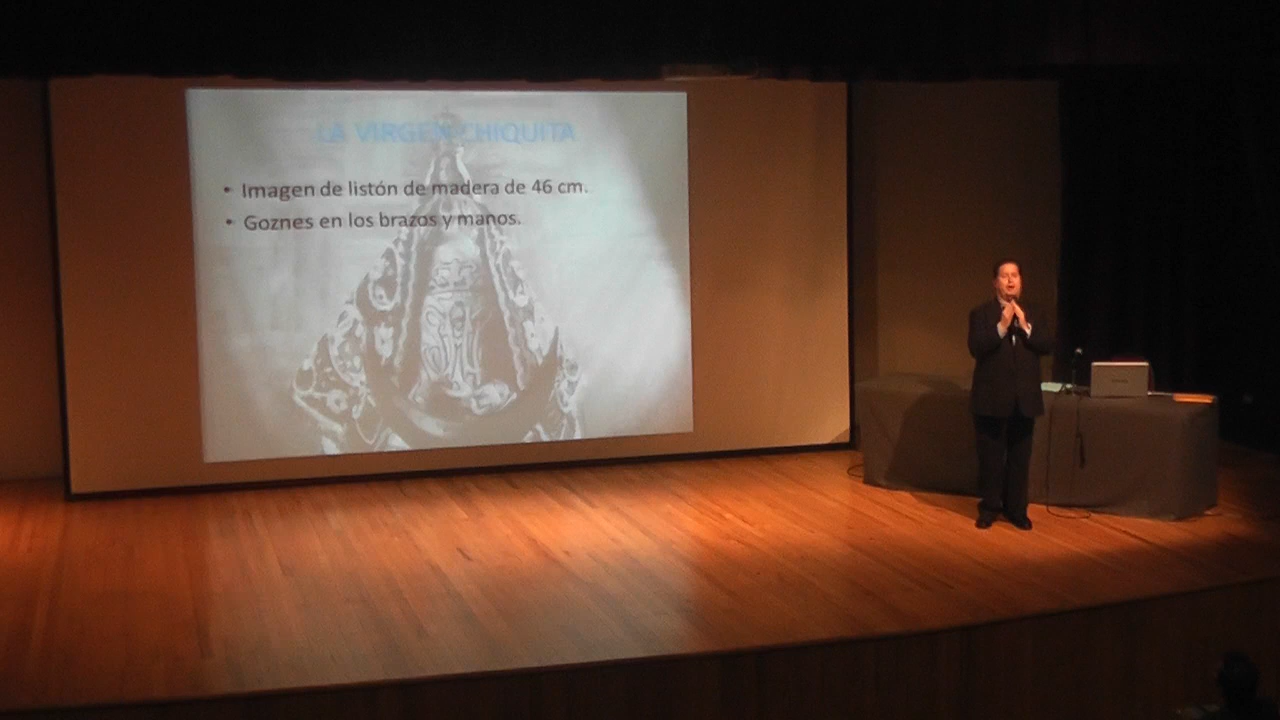 LA VIRGEN CHIQUITA
• Imagen de listón de madera de 46 cm.
• Goznes en los brazos y manos.